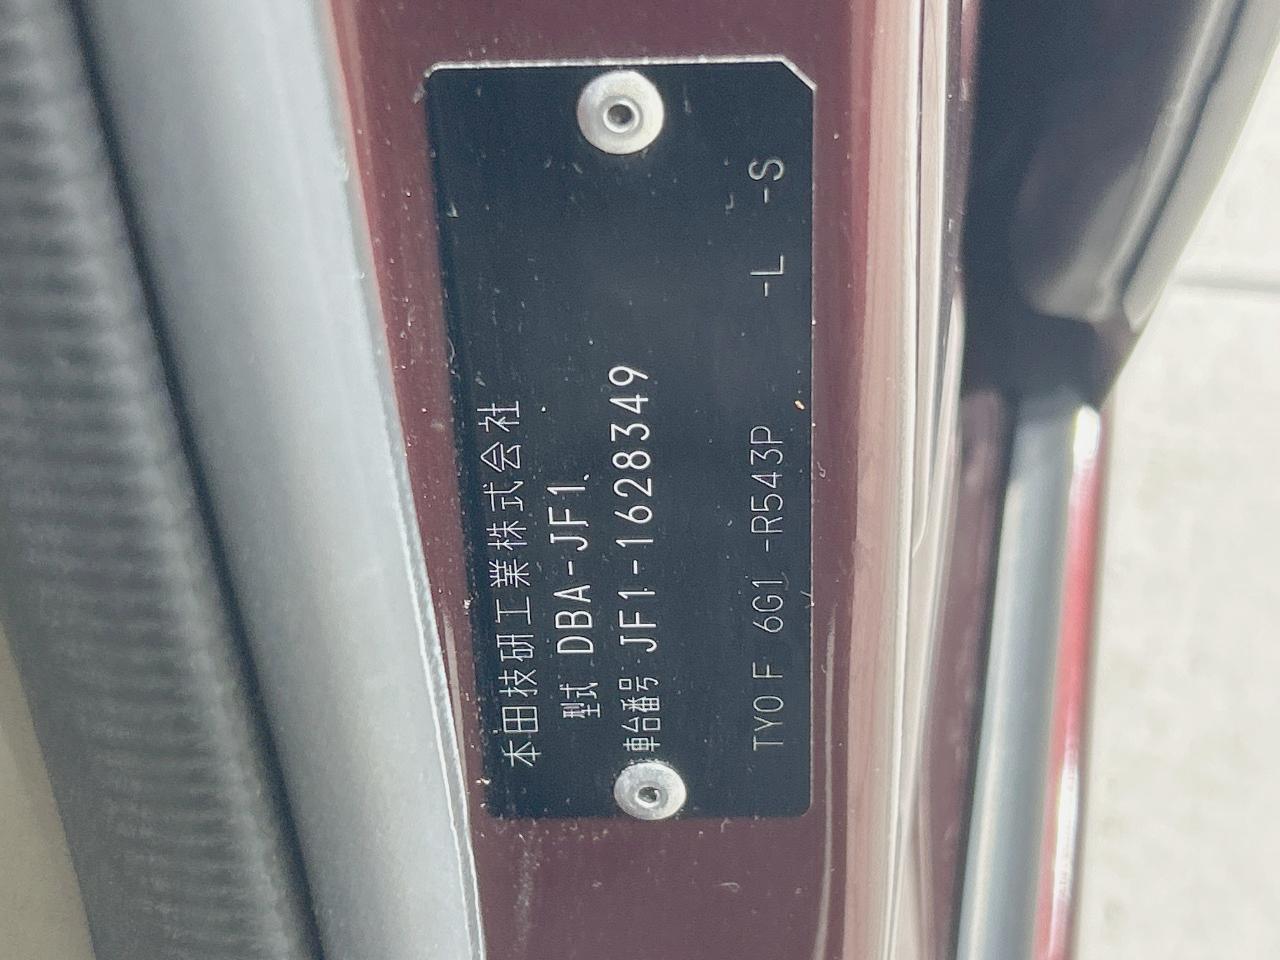 本田技研工業株式会社
型式 DBA-JF1
車台番号 JF1-1628349
TY0 F 6G1 -R543P -L -S